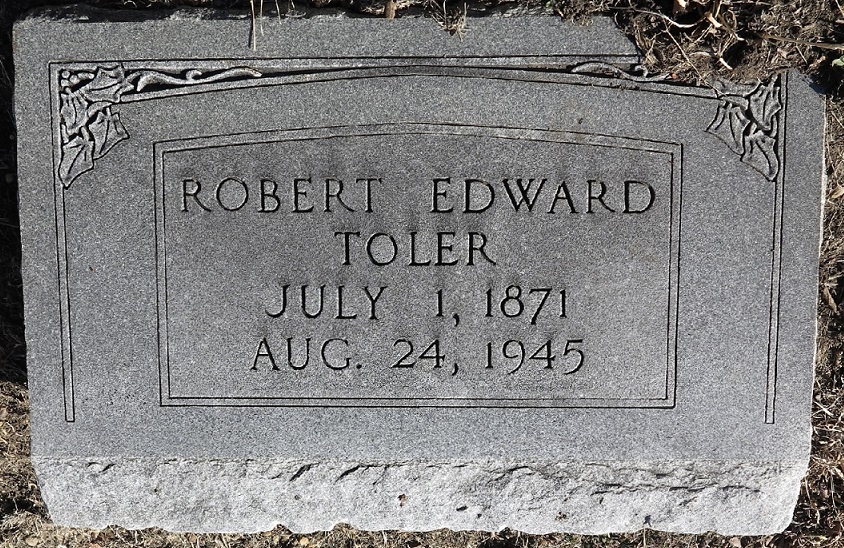 ROBERT EDWARD
TOLER
JULY 1, 1871
AUG. 24, 1945